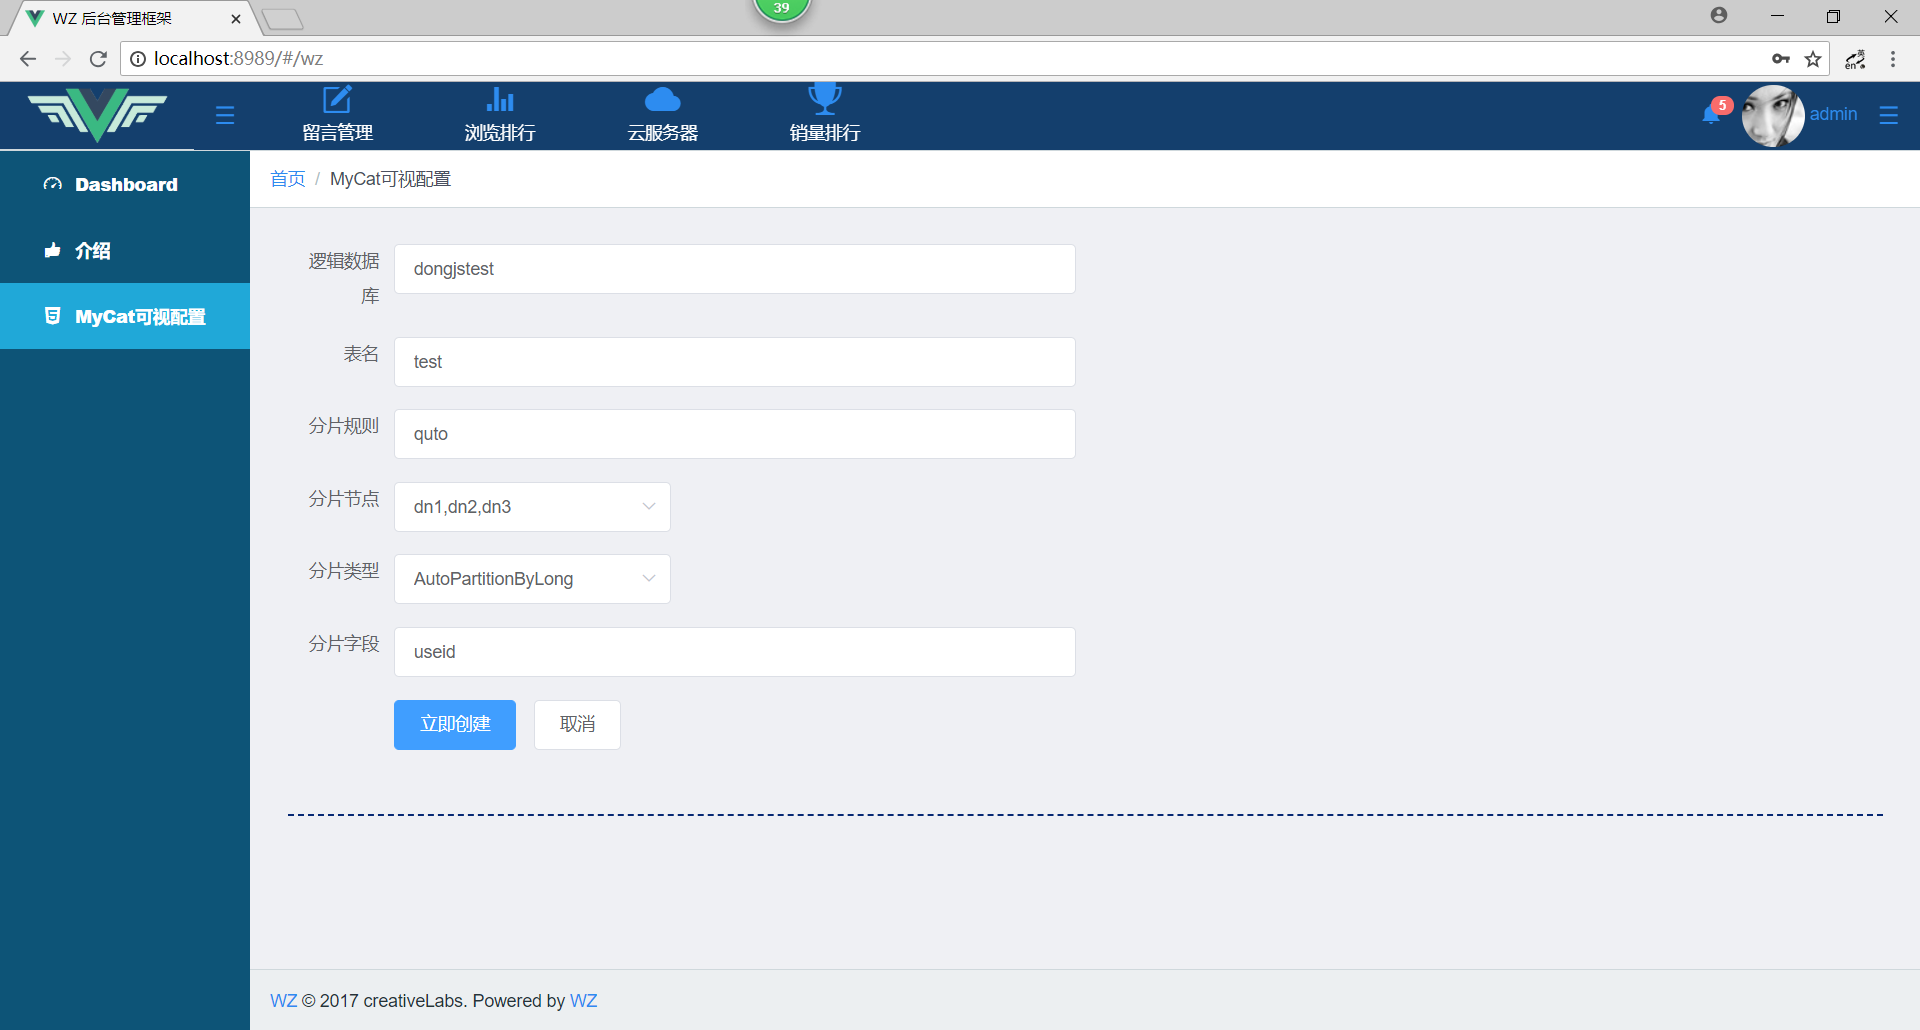 WZ 后台管理框架
39
localhost:8989/#/wz
英
en
留言管理
浏览排行
云服务器
销量排行
5
admin
Dashboard
介绍
MyCat可视配置
首页 / MyCat可视配置
逻辑数据
库
dongjstest
表名
test
分片规则
quto
分片节点
dn1,dn2,dn3
分片类型
AutoPartitionByLong
分片字段
useid
立即创建
取消
WZ © 2017 creativeLabs. Powered by WZ